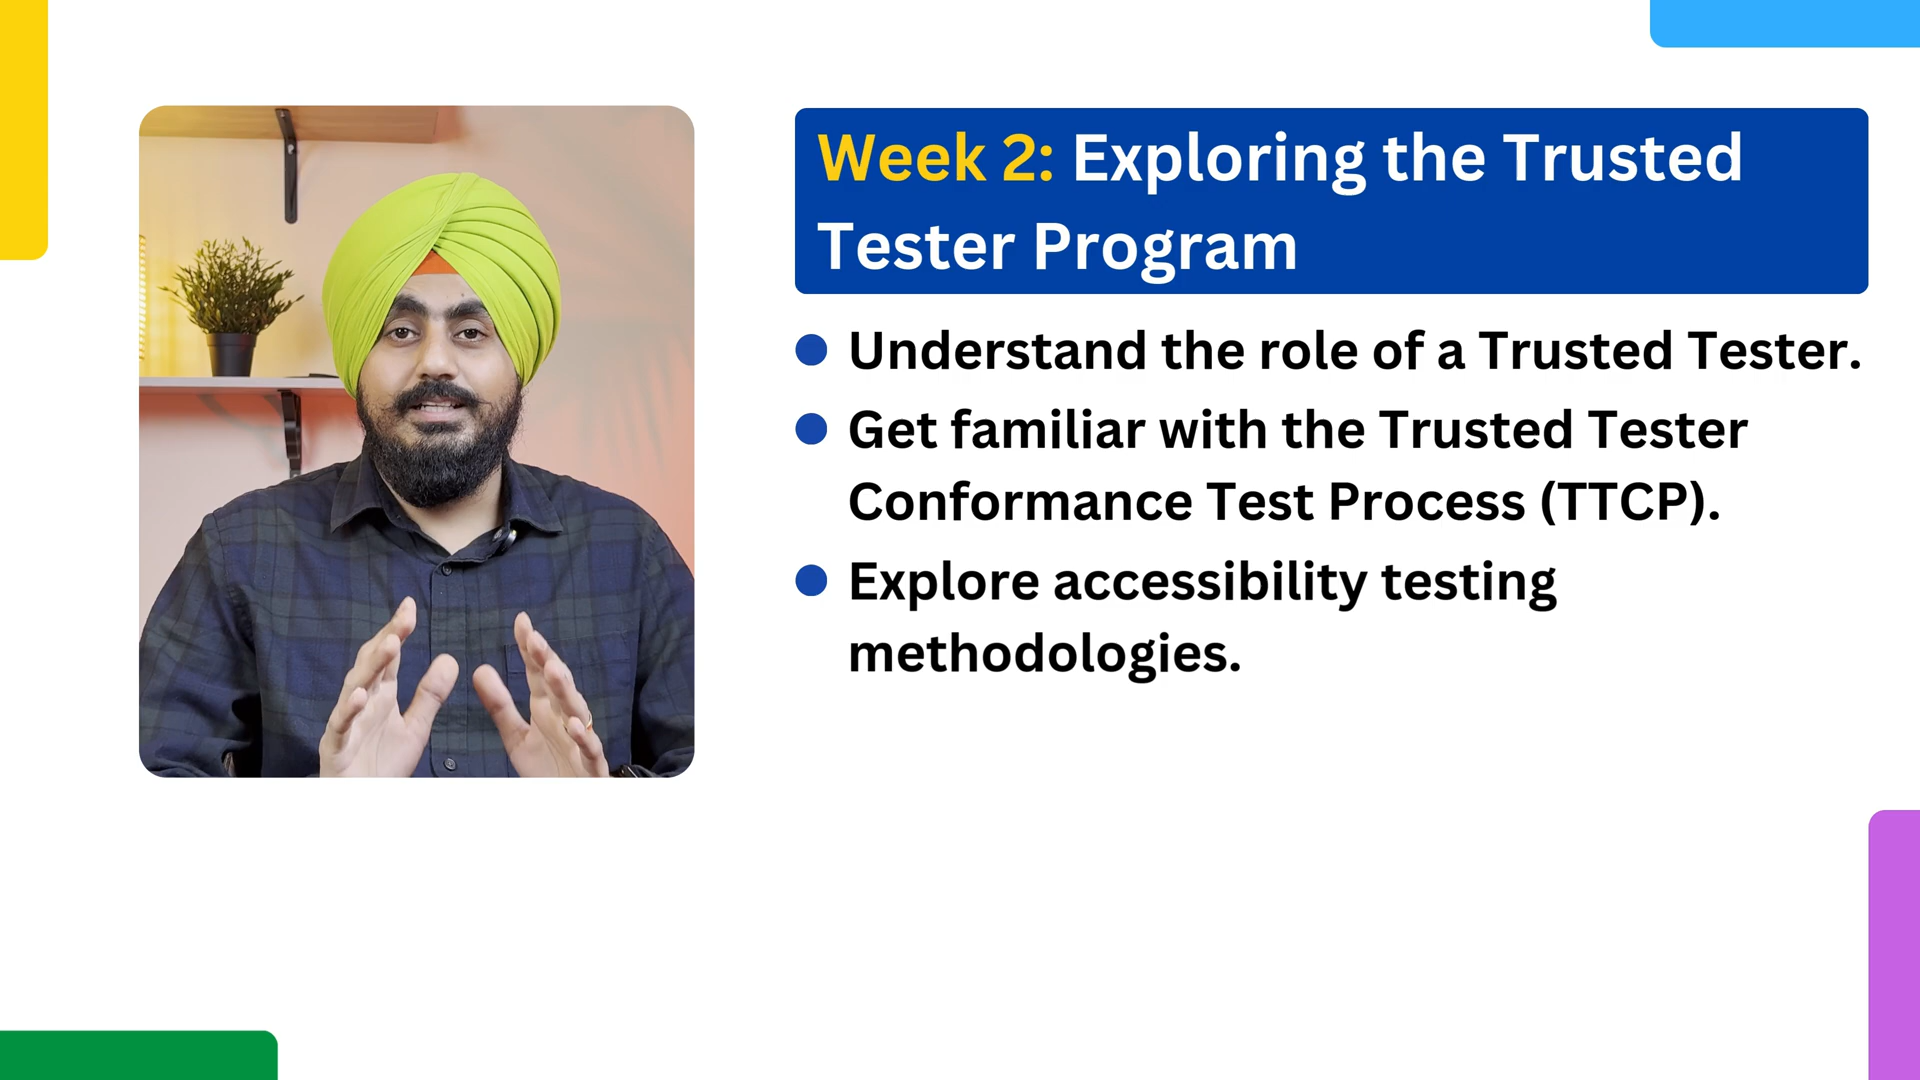 Week 2: Exploring the Trusted
Tester Program
Understand the role of a Trusted Tester.
Get familiar with the Trusted Tester
Conformance Test Process (TTCP).
Explore accessibility testing
methodologies.